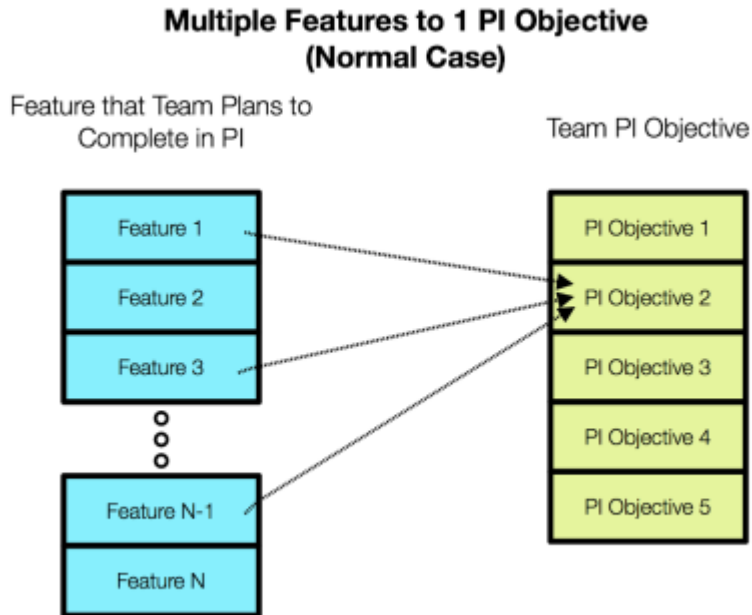 Multiple Features to 1 PI Objective
(Normal Case)
Feature that Team Plans to
Complete in PI
Team PI Objective
Feature 1
Feature 2
Feature 3
Feature N-1
Feature N
PI Objective 1
PI Objective 2
PI Objective 3
PI Objective 4
PI Objective 5